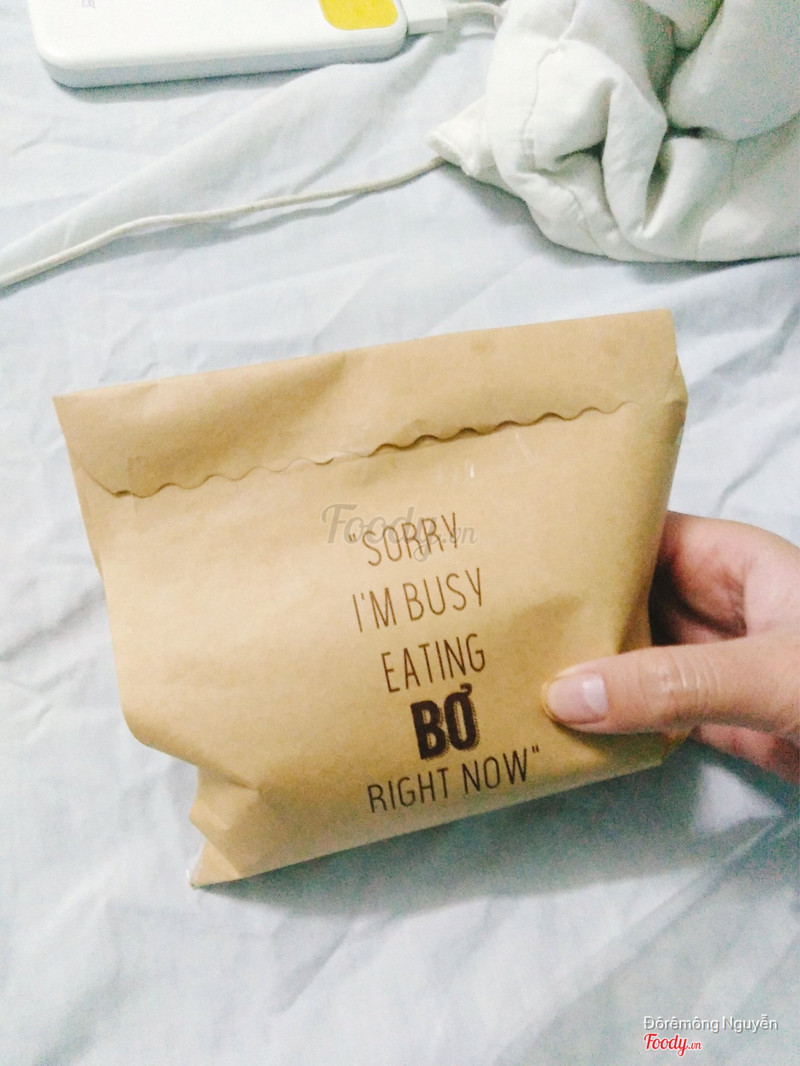 Foody.vn
"SORRY
I'M BUSY
EATING
BƠ
RIGHT NOW"
Đôrêmông Nguyễn
Foody.vn